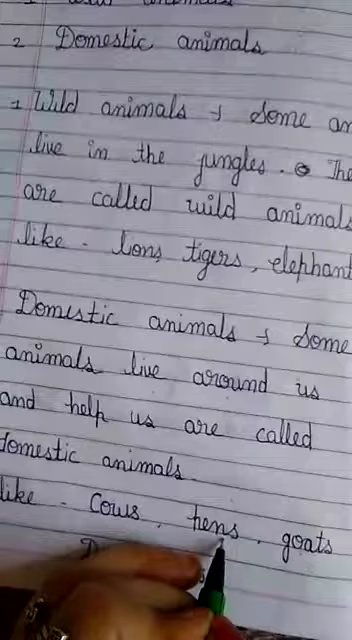 2 Domestic animals
1 Wild animals → Some an
live in the jungles. The
are called wild animals
like - lons, tigers, elephant
Domestic animals → Some
animals live around us
and help us are called
domestic animals
like - Cows, hens, goats